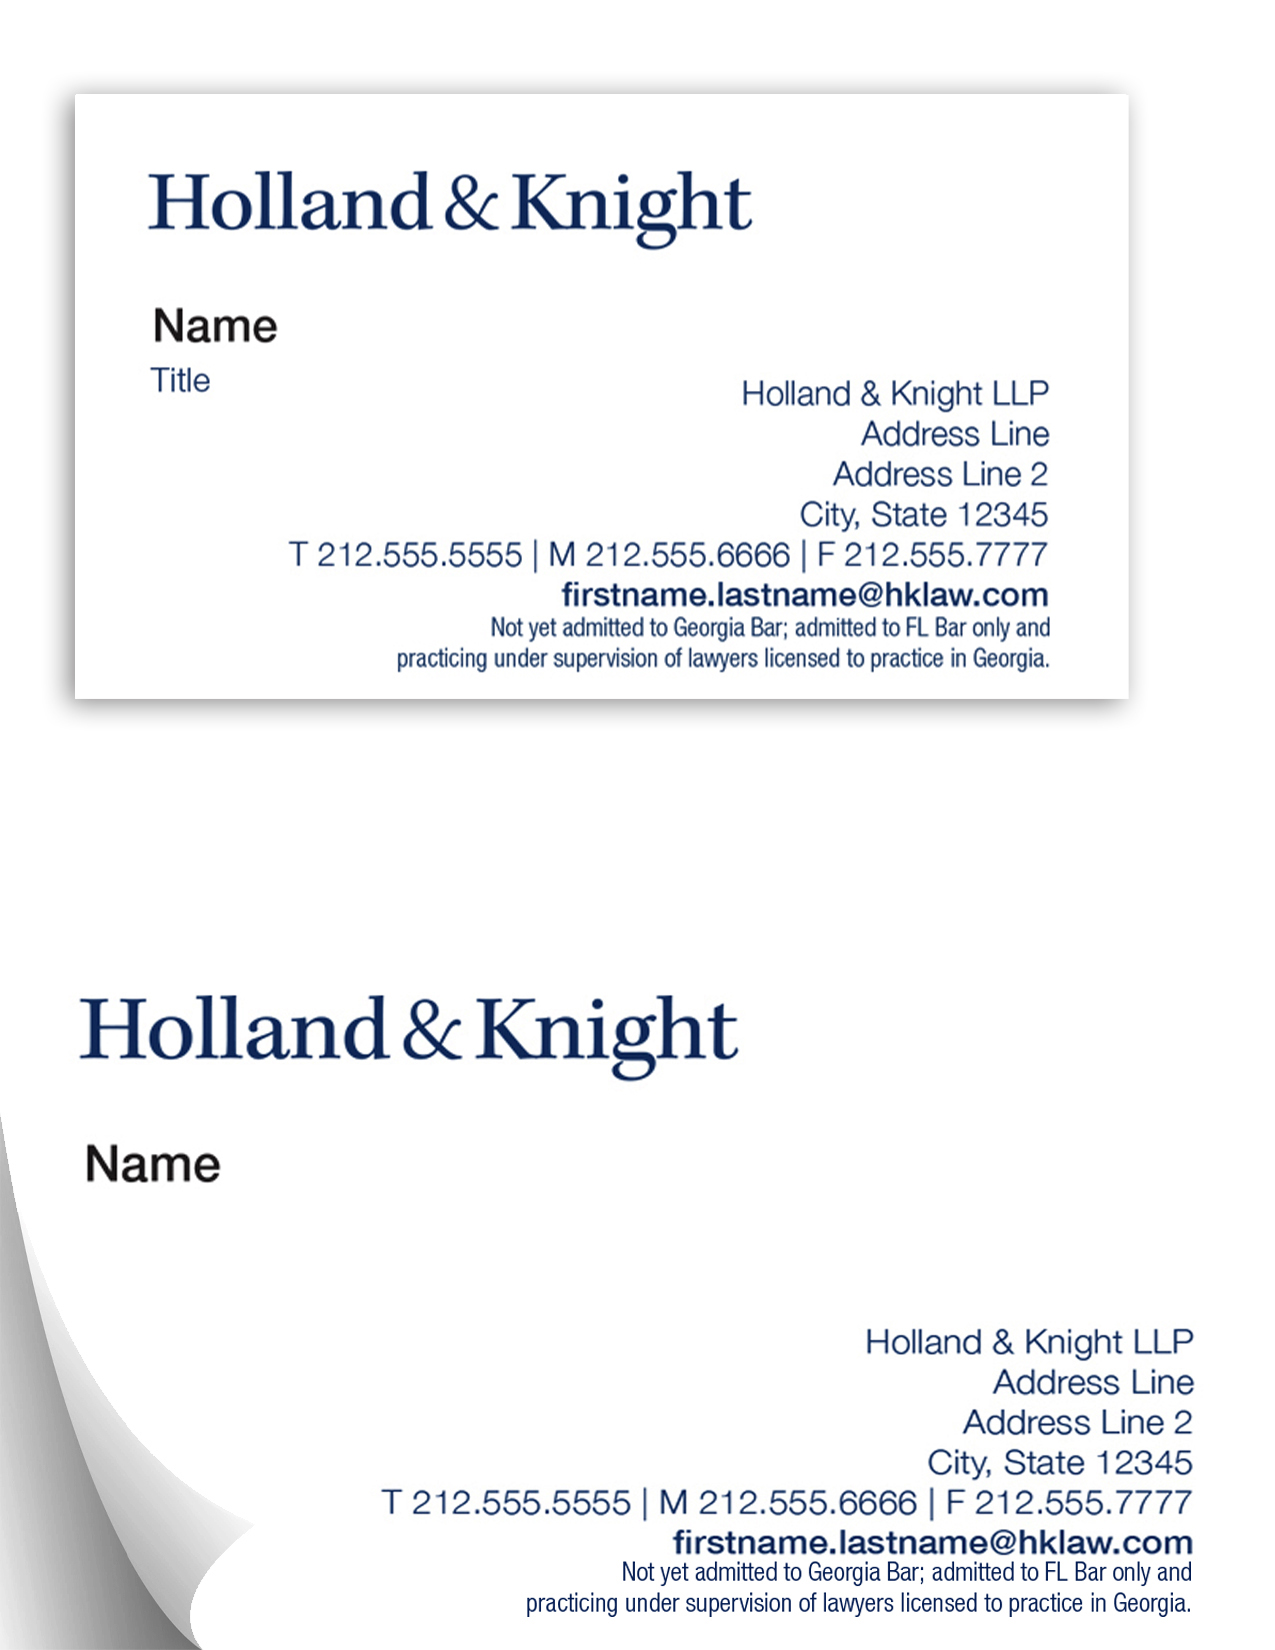 Holland & Knight
Name
Title
Holland & Knight LLP
Address Line
Address Line 2
City, State 12345
T 212.555.5555 | M 212.555.6666 | F 212.555.7777
firstname.lastname@hklaw.com
Not yet admitted to Georgia Bar; admitted to FL Bar only and
practicing under supervision of lawyers licensed to practice in Georgia.
Holland & Knight
Name
Holland & Knight LLP
Address Line
Address Line 2
City, State 12345
T 212.555.5555 | M 212.555.6666 | F 212.555.7777
firstname.lastname@hklaw.com
Not yet admitted to Georgia Bar; admitted to FL Bar only and
practicing under supervision of lawyers licensed to practice in Georgia.